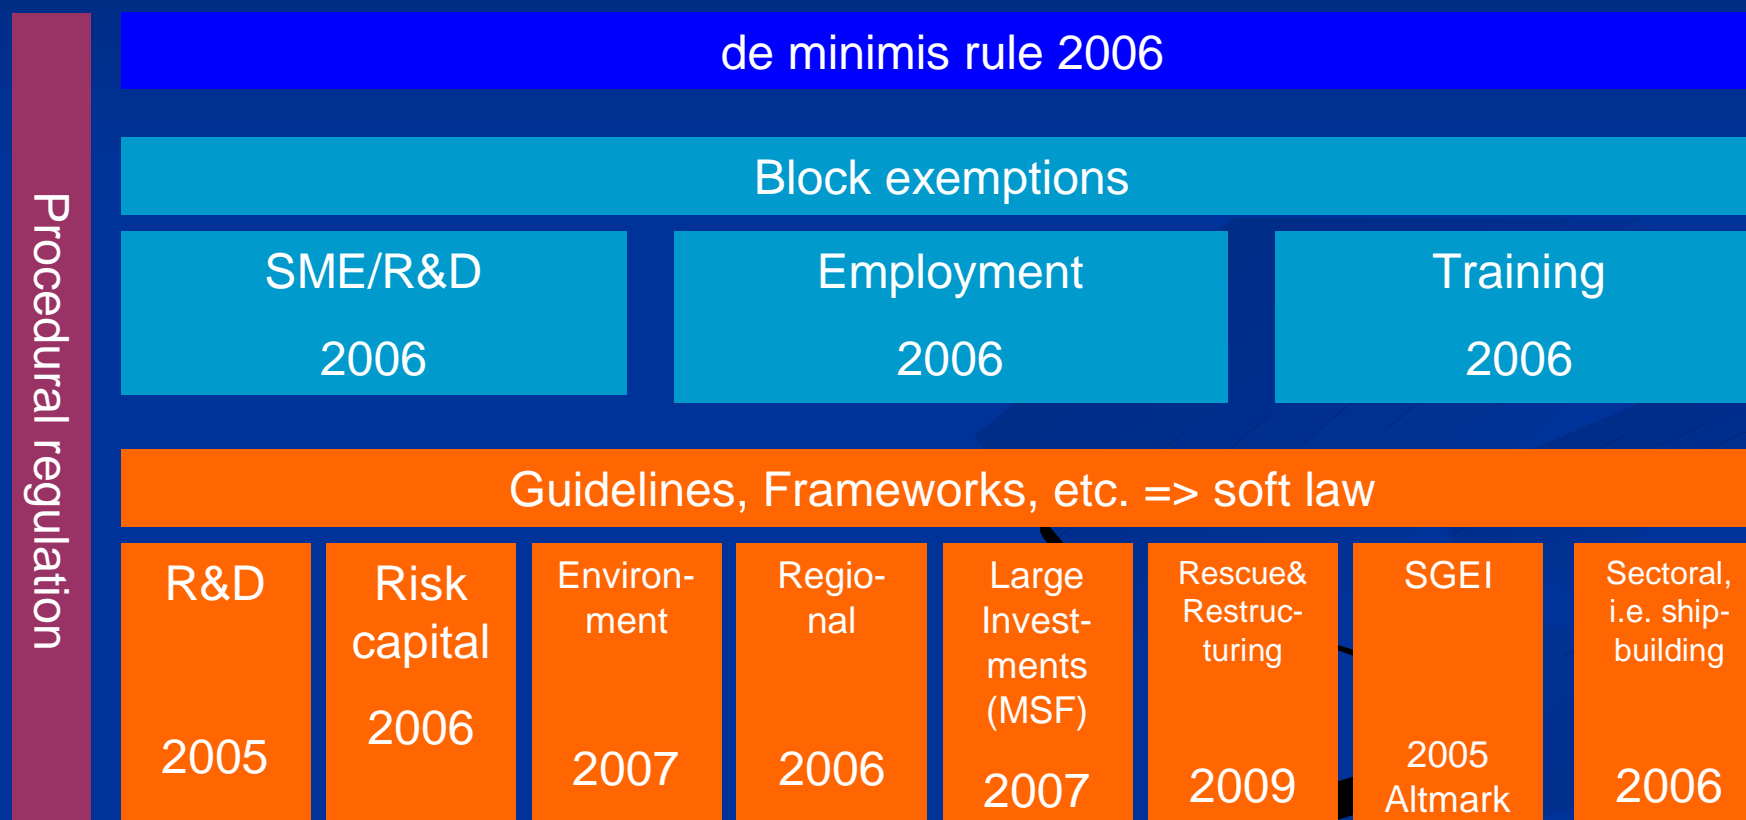 Procedural regulation
de minimis rule 2006
Block exemptions
SME/R&D
2006
Employment
2006
Training
2006
Guidelines, Frameworks, etc. => soft law
R&D
2005
Risk
capital
2006
Environ-
ment
2007
Regio-
nal
2006
Large
Invest-
ments
(MSF)
2007
Rescue&
Restruc-
turing
2009
SGEI
2005
Altmark
Sectoral,
i.e. ship-
building
2006